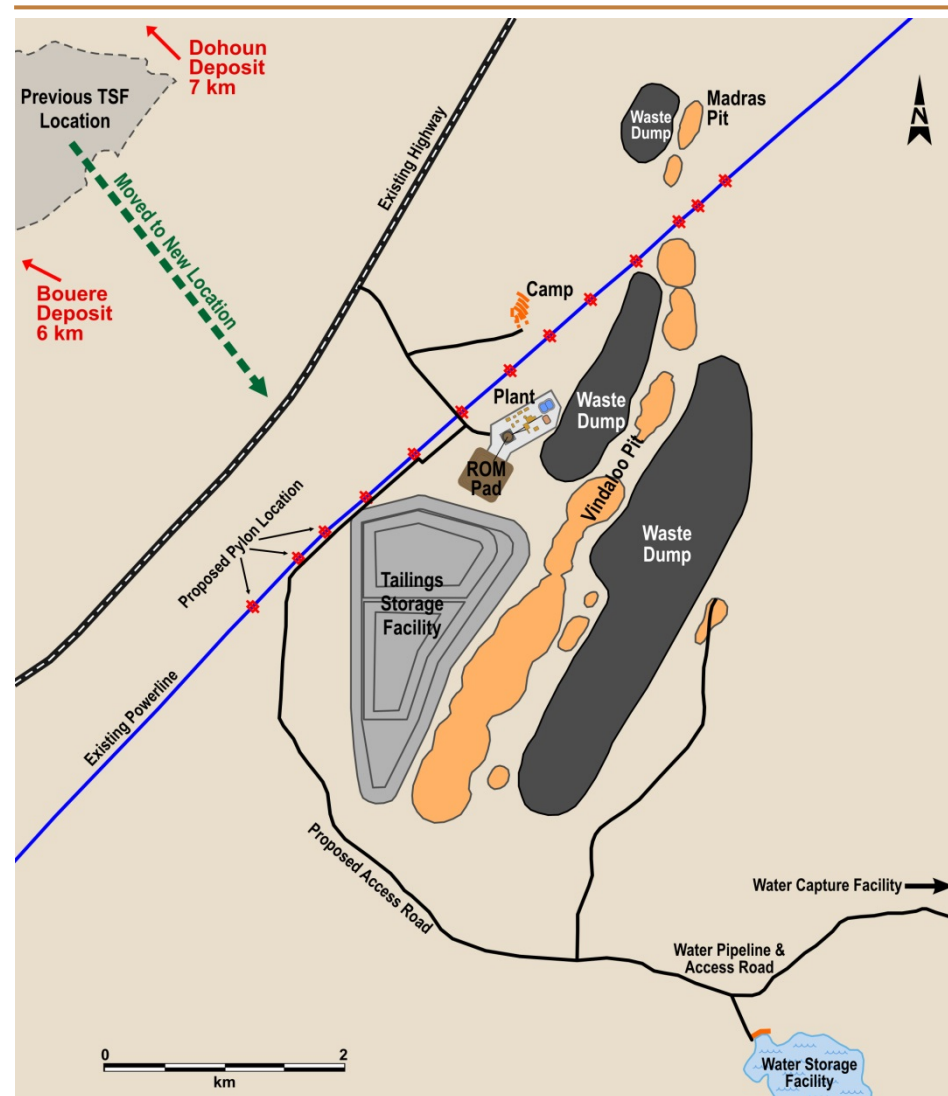 Dohoun
Deposit
7 km
Previous TSF
Location
Moved to New Location
Existing Highway
Waste
Dump
Madras
Pit
N
Bouere
Deposit
6 km
Camp
Plant
Waste
Dump
ROM
Pad
Vindaloo Pit
Waste
Dump
Proposed Pylon Location
Tailings
Storage
Facility
Existing Powerline
Proposed Access Road
Water Capture Facility
Water Pipeline &
Access Road
Water Storage
Facility
0 2
km